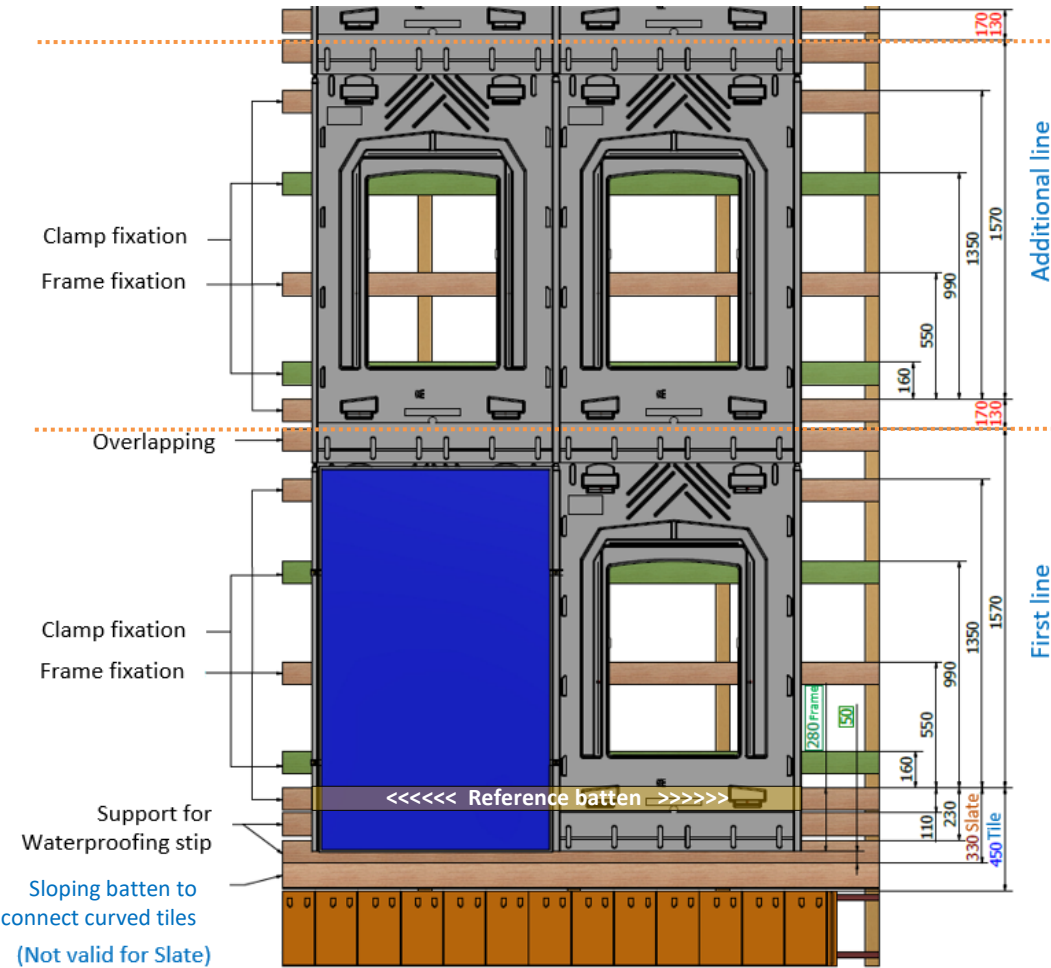 170
130
Clamp fixation
Frame fixation
1350
1570
990
550
160
Additional line
170
130
Overlapping
Clamp fixation
Frame fixation
1350
1570
990
550
160
280 Frame
50
First line
<<<<<< Reference batten >>>>>>
110
230
330 Slate
450 Tile
Support for
Waterproofing stip
Sloping batten to
connect curved tiles
(Not valid for Slate)